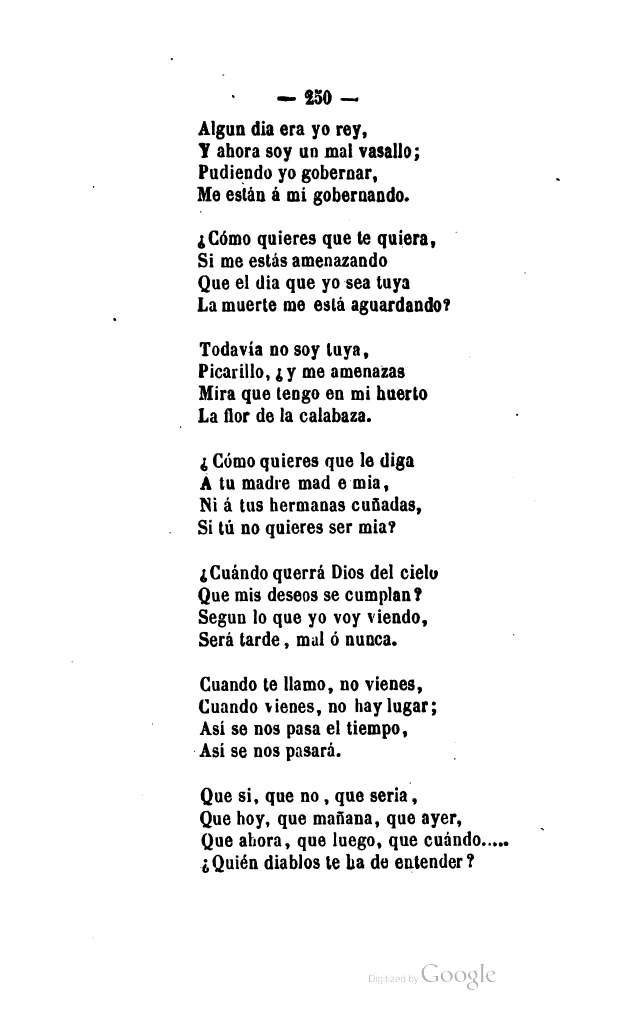 — 250 —
Algun dia era yo rey,
Y ahora soy un mal vasallo;
Pudiendo yo gobernar,
Me están á mi gobernando.
¿Cómo quieres que te quiera,
Si me estás amenazando
Que el dia que yo sea tuya
La muerte me está aguardando?
Todavía no soy tuya,
Picarillo, ¿y me amenazas
Mira que tengo en mi huerto
La flor de la calabaza.
¿Cómo quieres que le diga
A tu madre mad e mia,
Ni á tus hermanas cuñadas,
Si tú no quieres ser mia?
¿Cuándo querrá Dios del cielo
Que mis deseos se cumplan?
Segun lo que yo voy viendo,
Será tarde, mal ó nunca.
Cuando te llamo, no vienes,
Cuando vienes, no hay lugar;
Así se nos pasa el tiempo,
Así se nos pasará.
Que si, que no, que seria,
Que hoy, que mañana, que ayer,
Que ahora, que luego, que cuándo.....
¿Quién diablos te ha de entender?
Digitized by Google